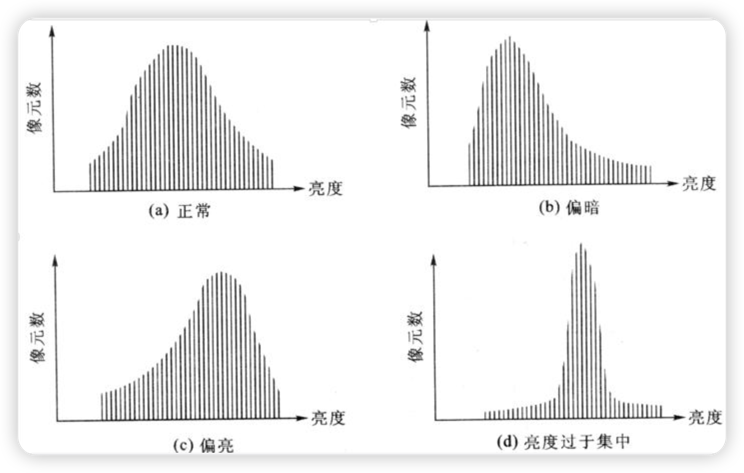 像元数
亮度
(a) 正常
像元数
亮度
(b) 偏暗
像元数
亮度
(c) 偏亮
像元数
亮度
(d) 亮度过于集中